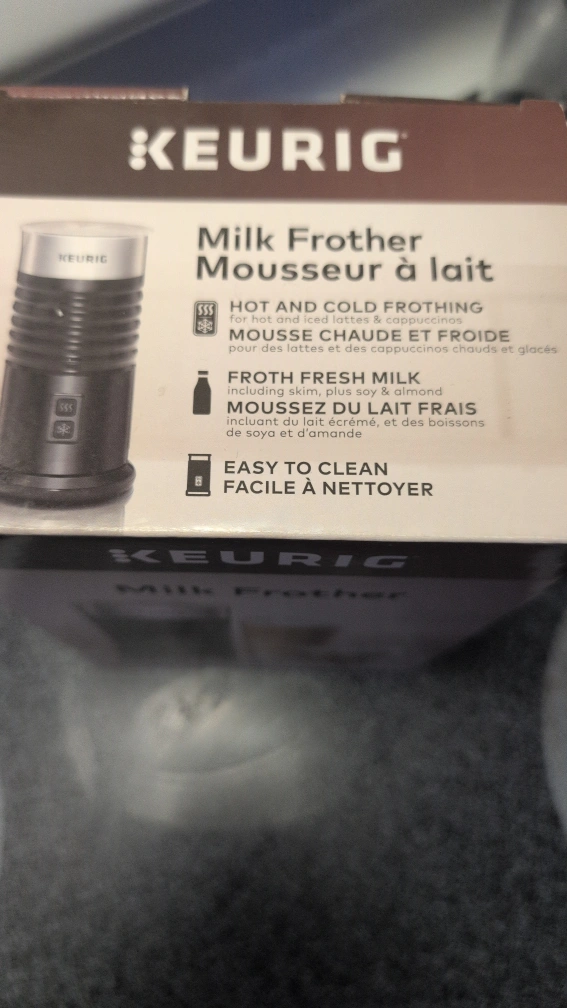 KEURIG
KEURIG
Milk Frother
Mousseur à lait
HOT AND COLD FROTHING
for hot and iced lattes & cappuccinos
MOUSSE CHAUDE ET FROIDE
pour des lattes et des cappuccinos chauds et glacés
FROTH FRESH MILK
including skim, plus soy & almond
MOUSSEZ DU LAIT FRAIS
incluant du lait écrémé, et des boissons
de soya et d'amande
EASY TO CLEAN
FACILE À NETTOYER
KEURIG
Milk Frother